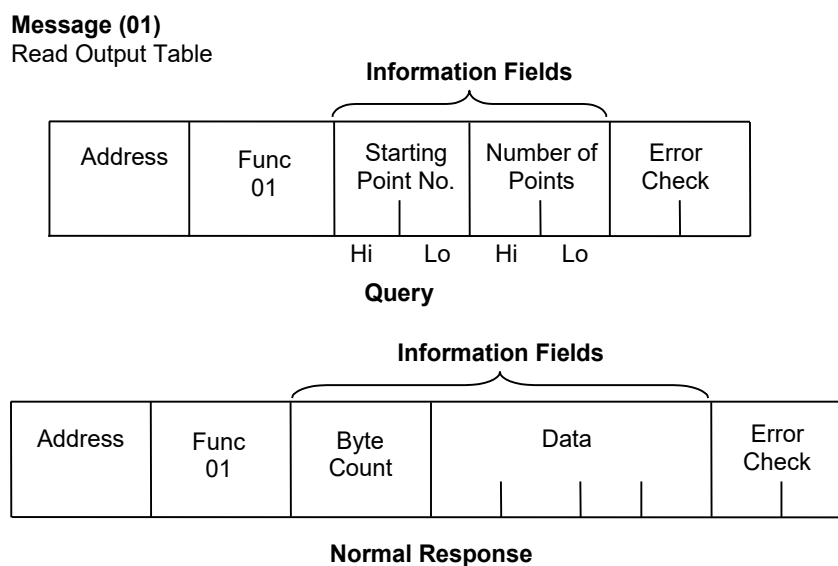 Message (01)
Read Output Table
Information Fields
Address
Func
01
Starting
Point No.
Number of
Points
Error
Check
Hi Lo Hi Lo
Query
Information Fields
Address
Func
01
Byte
Count
Data
Error
Check
Normal Response